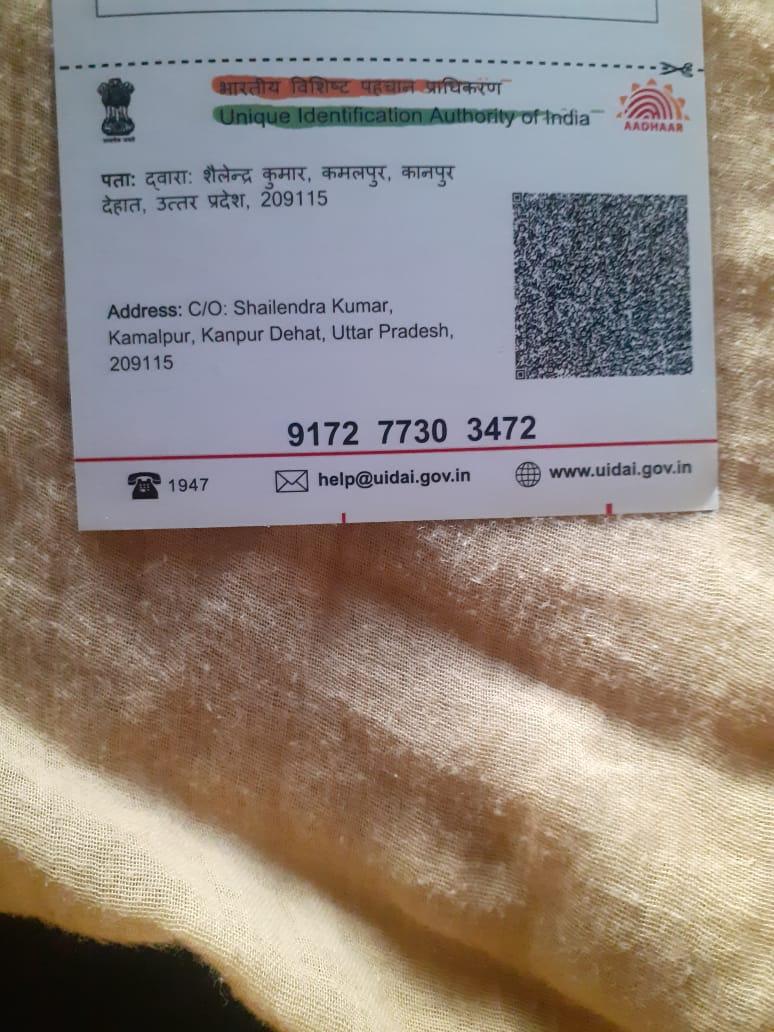 भारतीय विशिष्ट पहचान प्राधिकरण
Unique Identification Authority of India
AADHAAR
पता: द्वारा: शैलेन्द्र कुमार, कमलपुर, कानपुर
देहात, उत्तर प्रदेश, 209115
Address: C/O: Shailendra Kumar,
Kamalpur, Kanpur Dehat, Uttar Pradesh,
209115
9172 7730 3472
1947
help@uidai.gov.in
www.uidai.gov.in